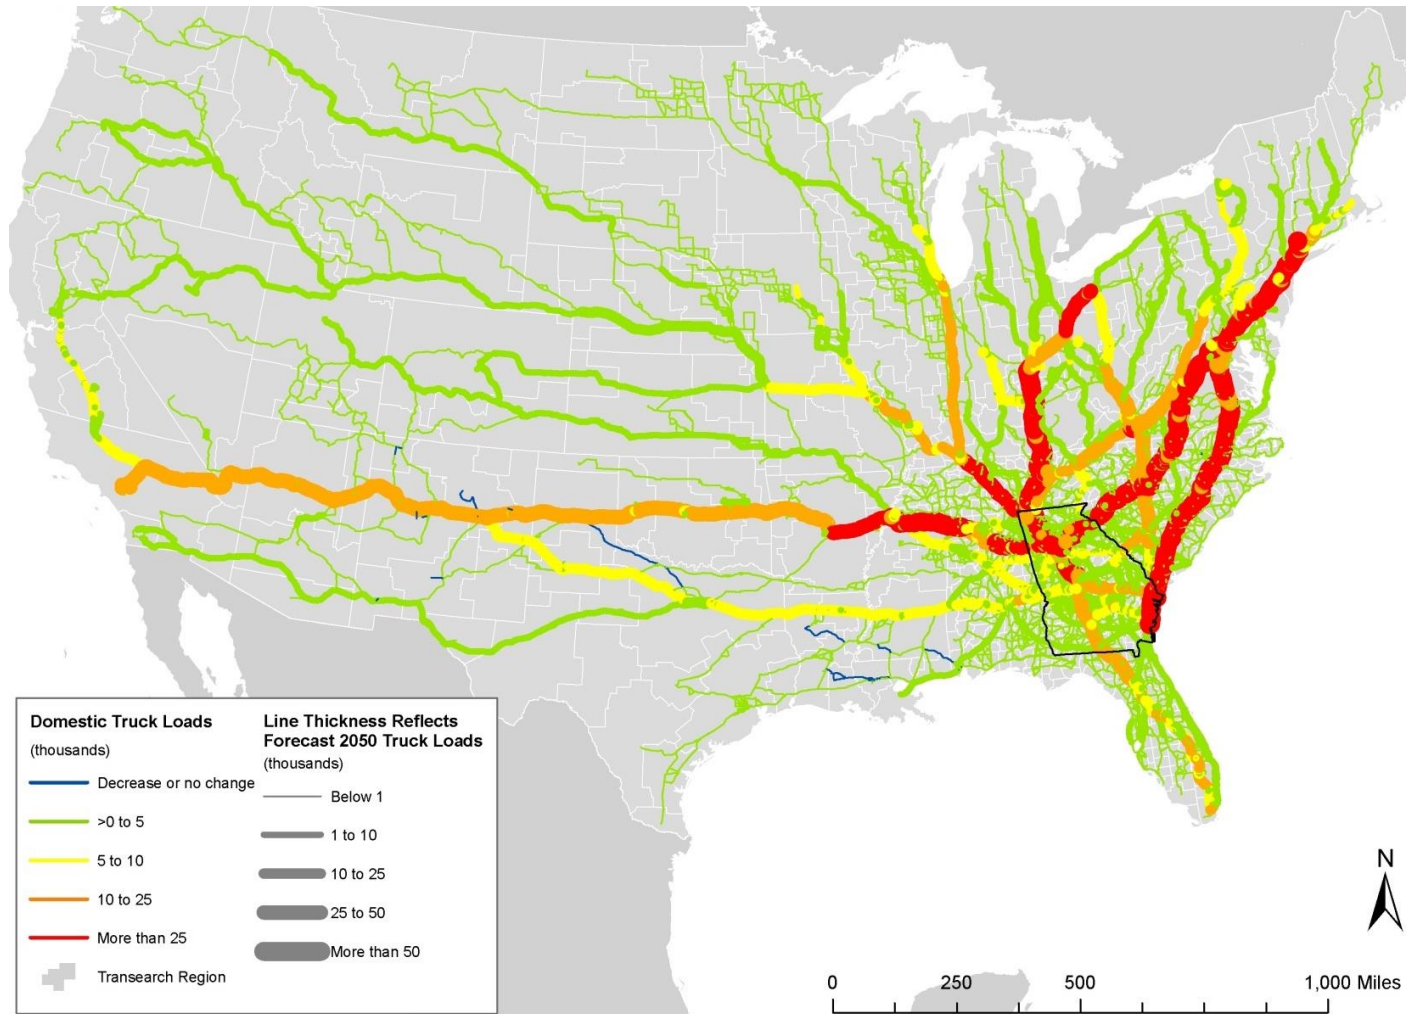 Domestic Truck Loads
(thousands)
Decrease or no change
>0 to 5
5 to 10
10 to 25
More than 25
Transearch Region
Line Thickness Reflects
Forecast 2050 Truck Loads
(thousands)
Below 1
1 to 10
10 to 25
25 to 50
More than 50
N
0 250 500 1,000 Miles